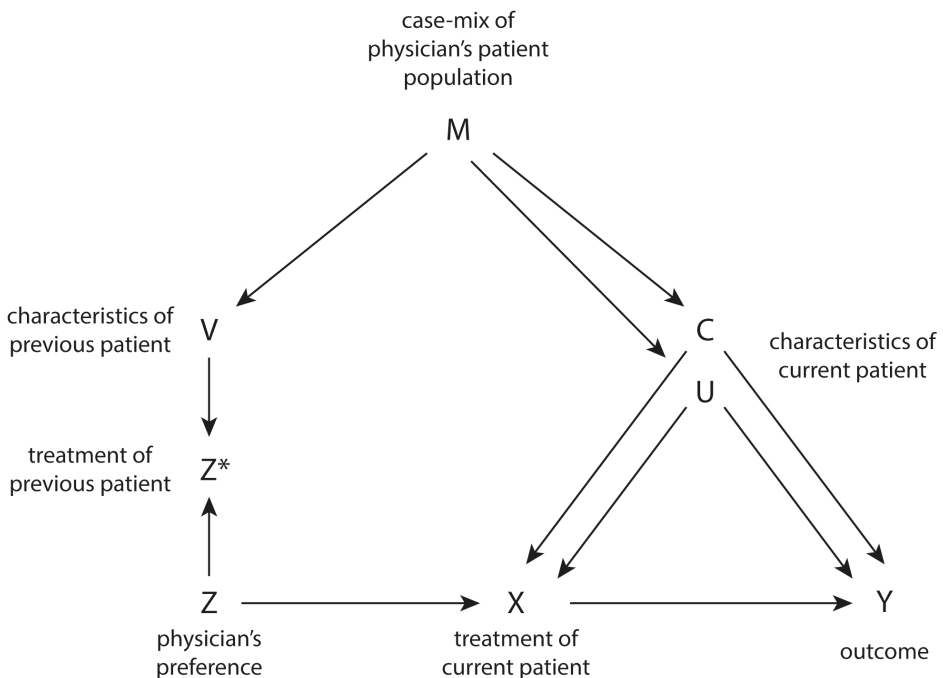 case-mix of
physician's patient
population
M
characteristics of
previous patient
V
C
characteristics of
current patient
U
treatment of
previous patient
Z*
Z
X
Y
physician's
preference
treatment of
current patient
outcome